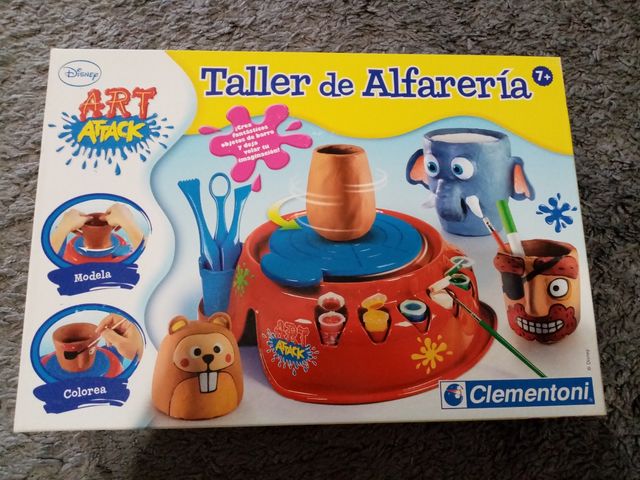 Disney
ART
ATTACK
Taller de Alfarería
7+
¡Crea
fantásticos
objetos de barro
y deja
volar tu
imaginación!
Modela
Colorea
ART
ATTACK
Clementoni
© Disney